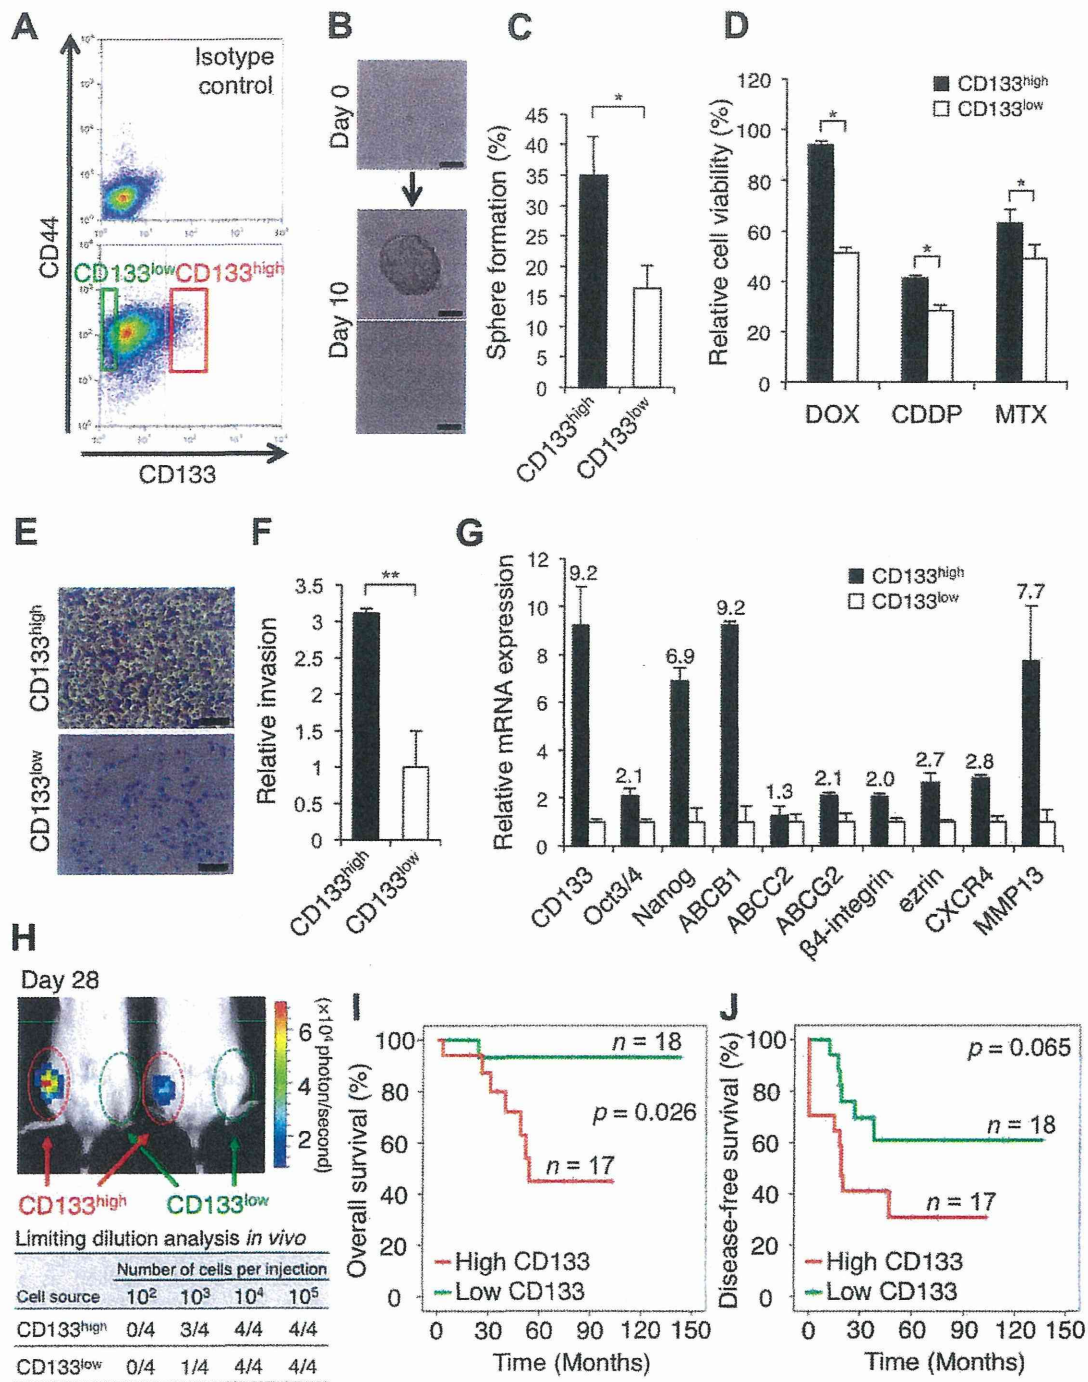 A
CD44
Isotype
control
CD133low CD133high
CD133
B
Day 0
Day 10
C
Sphere formation (%)
45
40
35
30
25
20
15
10
5
0
*
CD133high
CD133low
D
Relative cell viability (%)
120
100
80
60
40
20
0
CD133high
CD133low
*
*
*
DOX CDDP MTX
E
CD133high
CD133low
F
Relative invasion
3.5
3
2.5
2
1.5
1
0.5
0
**
CD133high
CD133low
G
Relative mRNA expression
12
10
8
6
4
2
0
CD133high
CD133low
9.2
2.1
6.9
9.2
1.3
2.1
2.0
2.7
2.8
7.7
CD133
Oct3/4
Nanog
ABCB1
ABCC2
ABCG2
β4-integrin
ezrin
CXCR4
MMP13
H
Day 28
6
4
2
(×10⁴ photon/second)
CD133high CD133low
Limiting dilution analysis in vivo
Number of cells per injection
Cell source 10² 10³ 10⁴ 10⁵
CD133high 0/4 3/4 4/4 4/4
CD133low 0/4 1/4 4/4 4/4
I
Overall survival (%)
100
80
60
40
20
0
n = 18
p = 0.026
n = 17
High CD133
Low CD133
0 30 60 90 120 150
Time (Months)
J
Disease-free survival (%)
100
80
60
40
20
0
p = 0.065
n = 18
n = 17
High CD133
Low CD133
0 30 60 90 120 150
Time (Months)